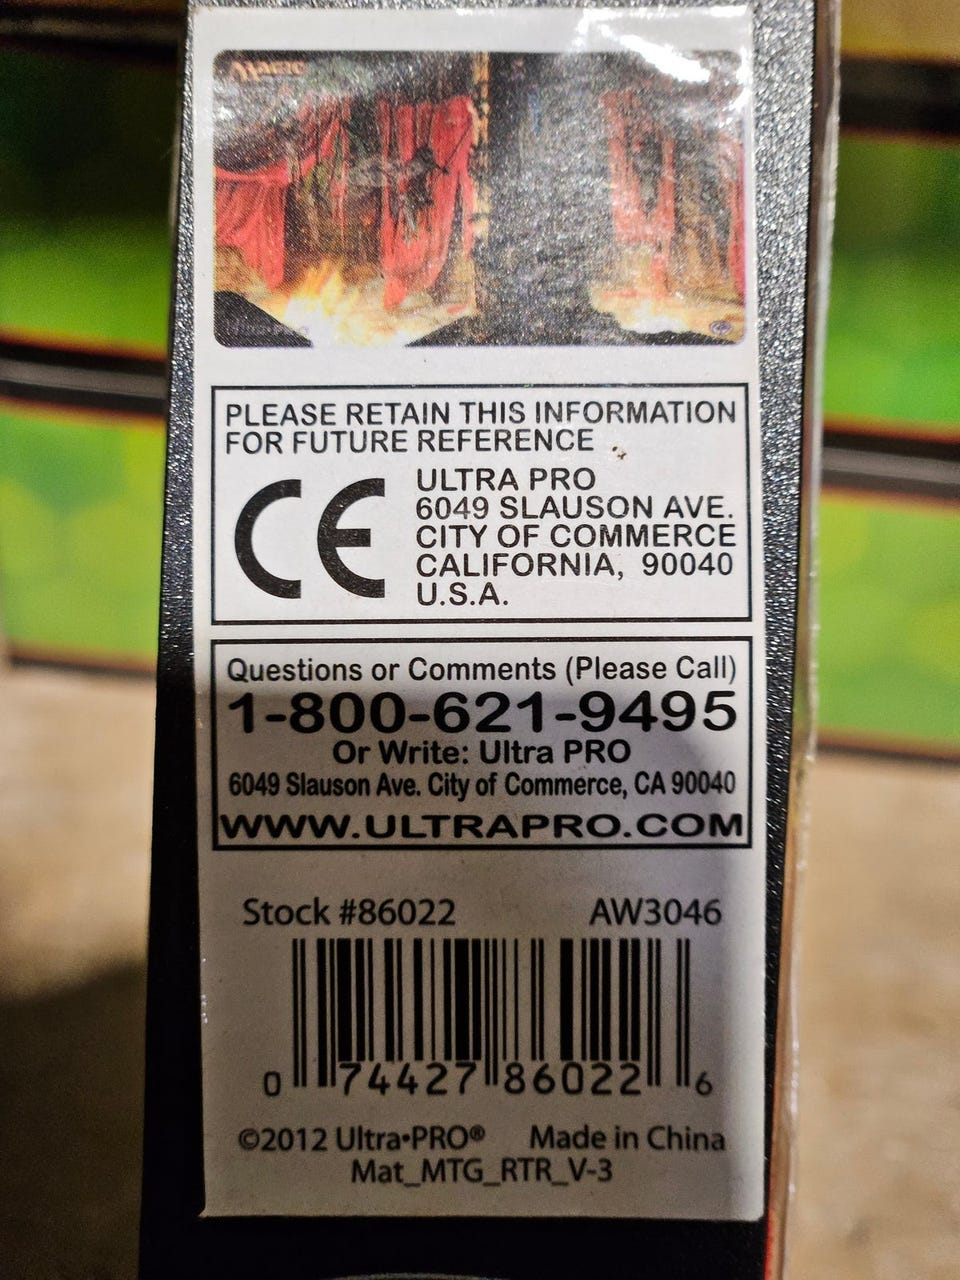 MAGIC
PLEASE RETAIN THIS INFORMATION
FOR FUTURE REFERENCE
CE
ULTRA PRO
6049 SLAUSON AVE.
CITY OF COMMERCE
CALIFORNIA, 90040
U.S.A.
Questions or Comments (Please Call)
1-800-621-9495
Or Write: Ultra PRO
6049 Slauson Ave. City of Commerce, CA 90040
WWW.ULTRAPRO.COM
Stock #86022 AW3046
0 74427 86022 6
©2012 Ultra•PRO® Made in China
Mat_MTG_RTR_V-3